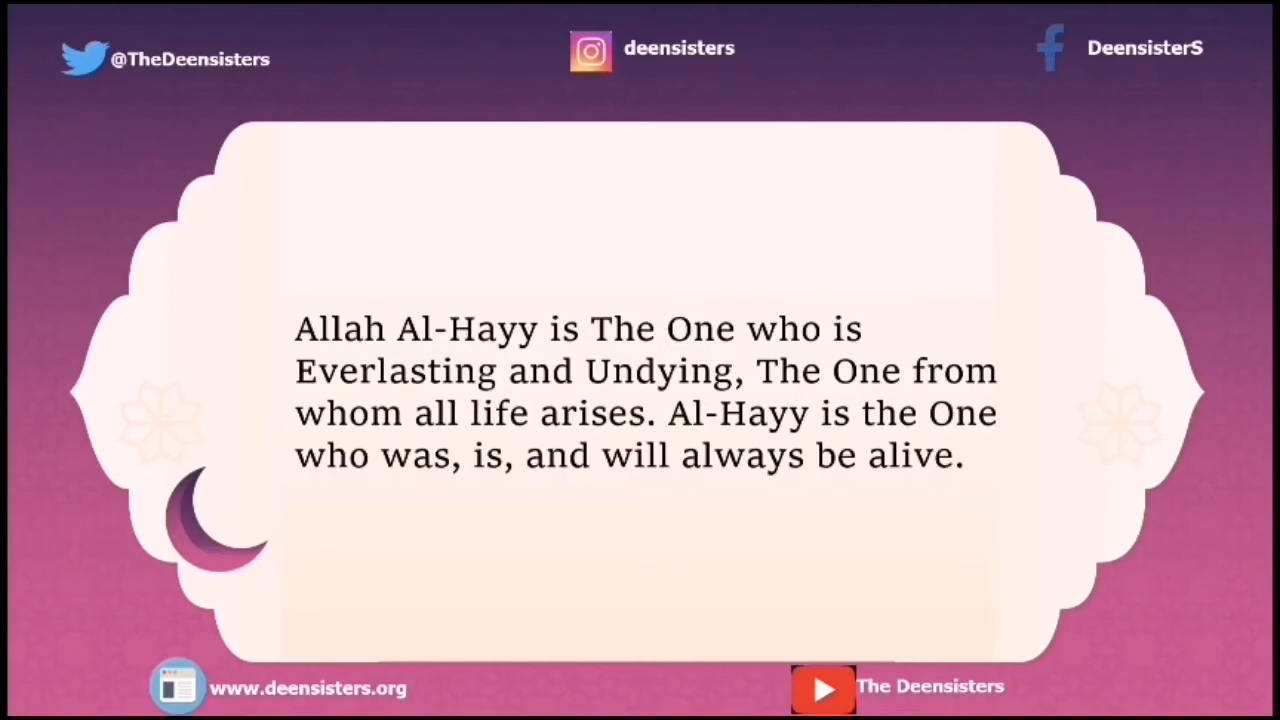 @TheDeensisters
deensisters
DeensisterS
Allah Al-Hayy is The One who is
Everlasting and Undying, The One from
whom all life arises. Al-Hayy is the One
who was, is, and will always be alive.
www.deensisters.org
The Deensisters